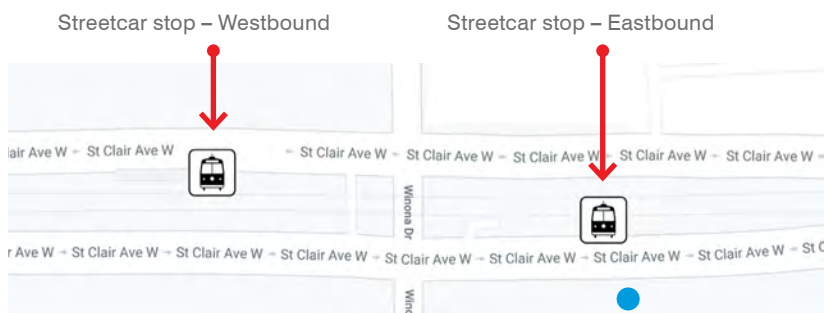 Streetcar stop – Westbound
Streetcar stop – Eastbound
lair Ave W – St Clair Ave W
– St Clair Ave W – St Clair Ave W – St Clair Ave W – St Clair Ave W – St Clair Ave W –
Winona Dr
r Ave W – St Clair Ave W – St Clair Ave W – St Clair Ave W – St Clair Ave W – St Clair Ave W – St Clair Ave W – St Clair Ave W – St C
Wino